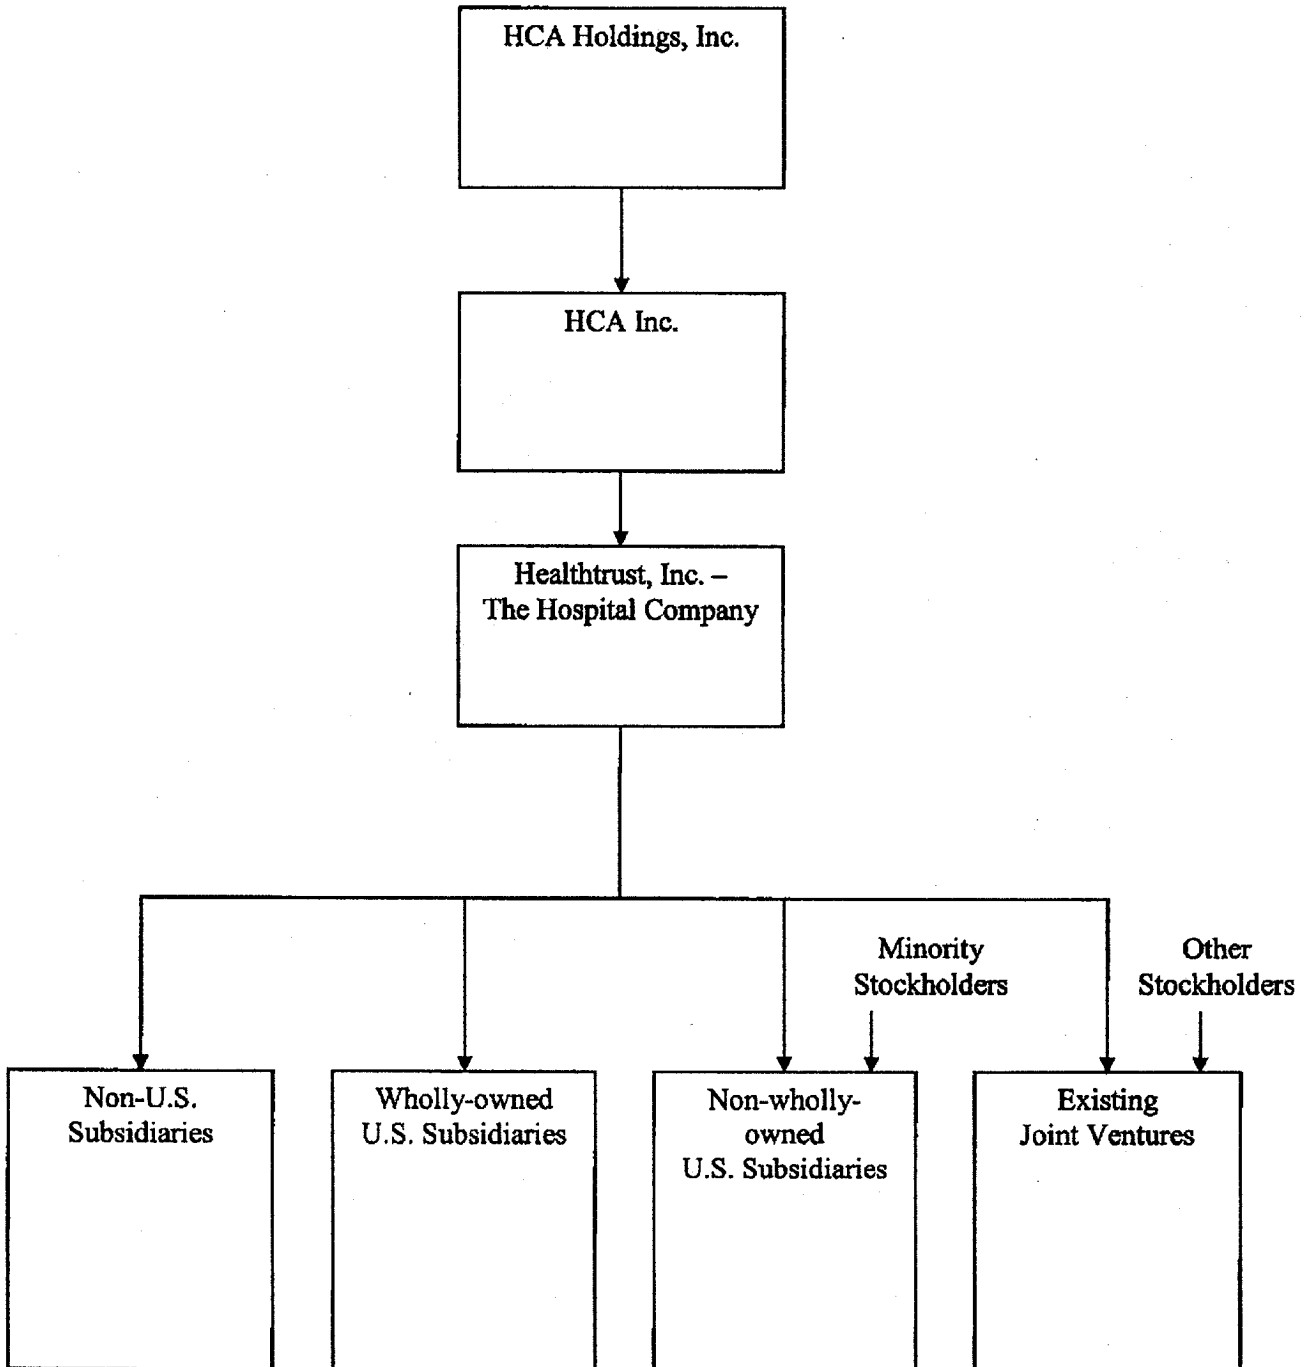 HCA Holdings, Inc.
HCA Inc.
Healthtrust, Inc. –
The Hospital Company
Minority
Stockholders
Other
Stockholders
Non-U.S.
Subsidiaries
Wholly-owned
U.S. Subsidiaries
Non-wholly-
owned
U.S. Subsidiaries
Existing
Joint Ventures